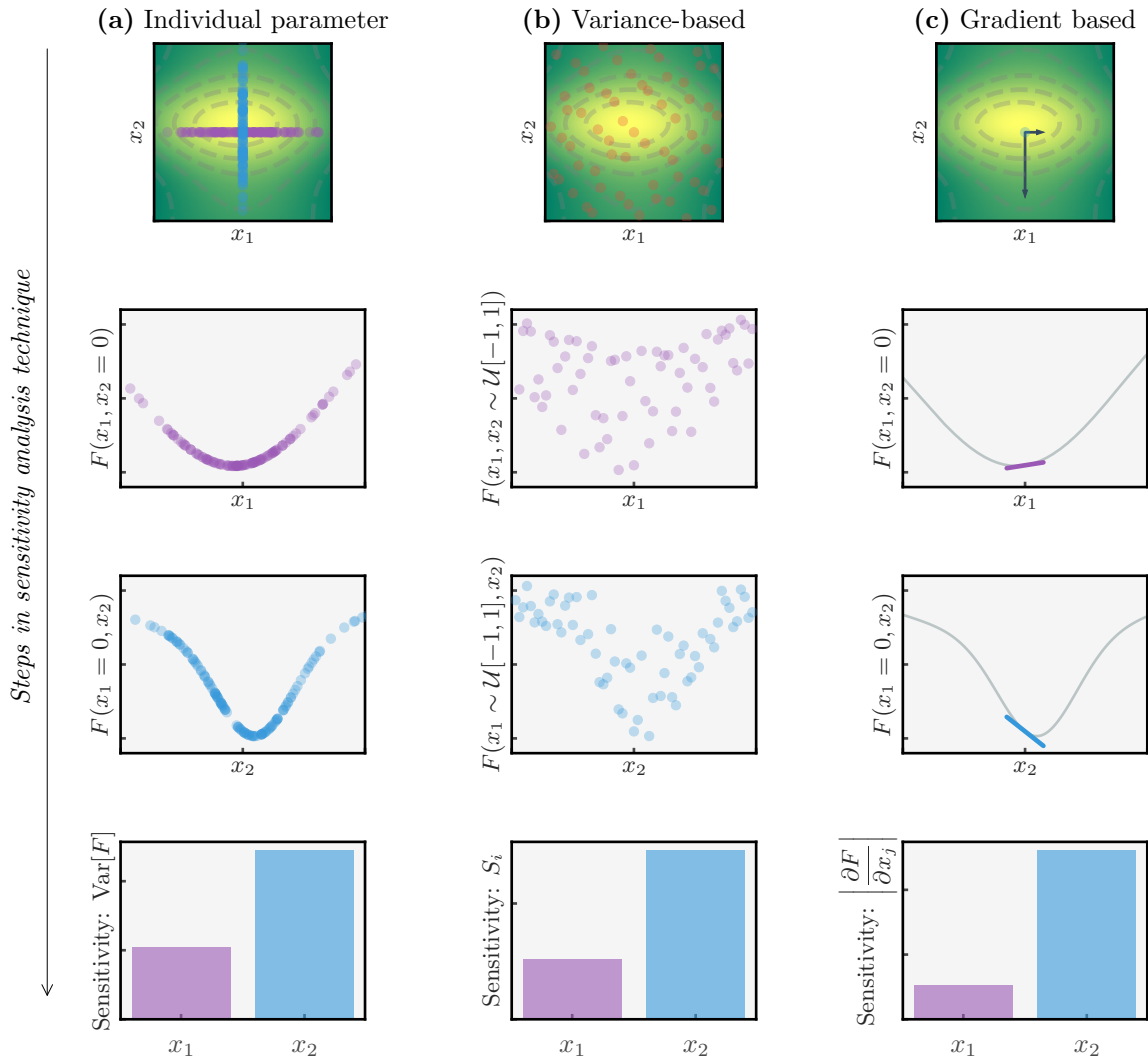 (a) Individual parameter
(b) Variance-based
(c) Gradient based
Steps in sensitivity analysis technique
x₂
x₁
x₂
x₁
x₂
x₁
F(x₁, x₂ = 0)
x₁
F(x₁, x₂ ∼ 𝒰[−1, 1])
x₁
F(x₁, x₂ = 0)
x₁
F(x₁ = 0, x₂)
x₂
F(x₁ ∼ 𝒰[−1, 1], x₂)
x₂
F(x₁ = 0, x₂)
x₂
Sensitivity: Var[F]
x₁ x₂
Sensitivity: Sᵢ
x₁ x₂
Sensitivity: |∂F/∂xⱼ|
x₁ x₂